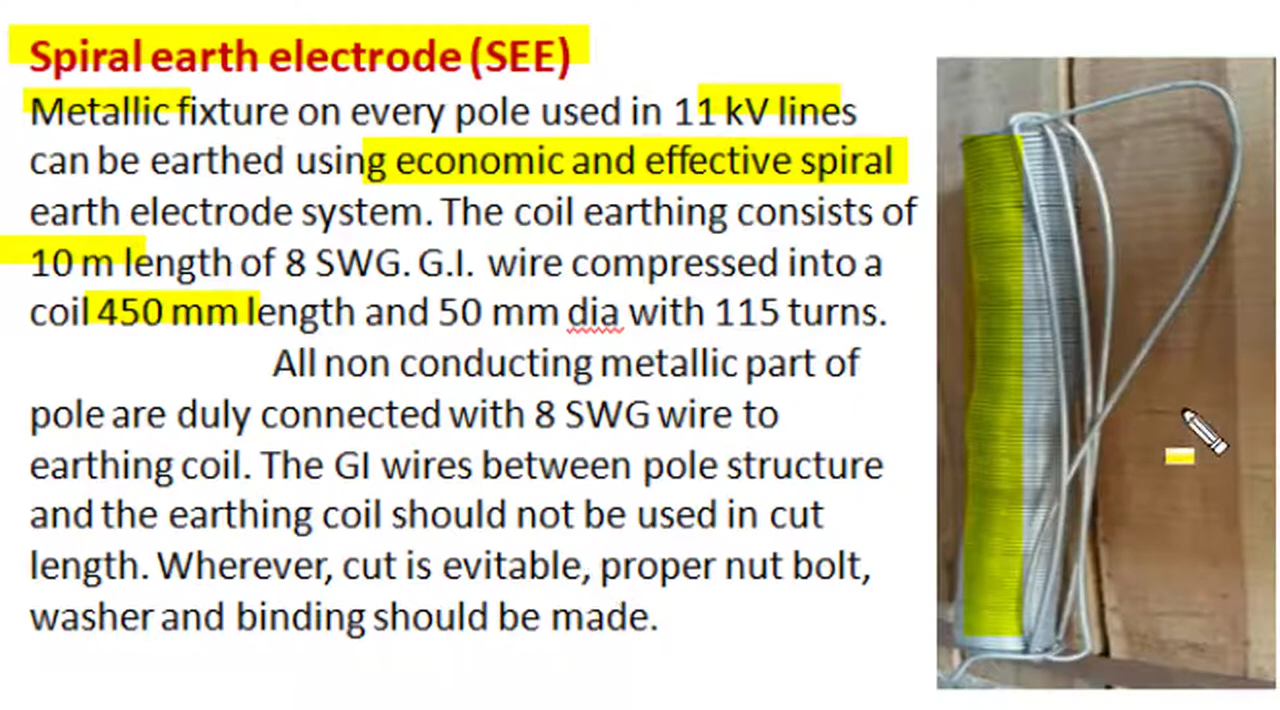 Spiral earth electrode (SEE)
Metallic fixture on every pole used in 11 kV lines
can be earthed using economic and effective spiral
earth electrode system. The coil earthing consists of
10 m length of 8 SWG. G.I. wire compressed into a
coil 450 mm length and 50 mm dia with 115 turns.
All non conducting metallic part of
pole are duly connected with 8 SWG wire to
earthing coil. The GI wires between pole structure
and the earthing coil should not be used in cut
length. Wherever, cut is evitable, proper nut bolt,
washer and binding should be made.